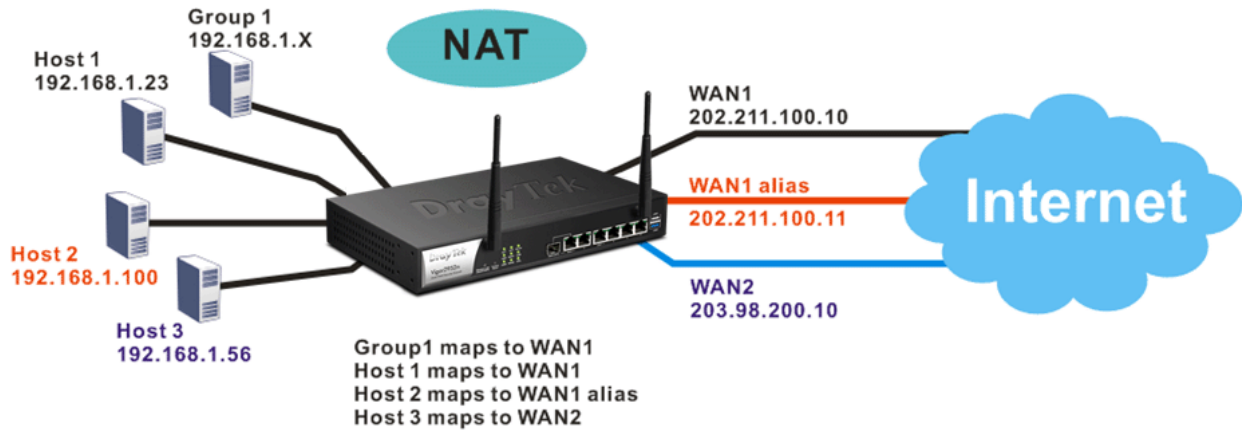 Group 1
192.168.1.X
NAT
Host 1
192.168.1.23
WAN1
202.211.100.10
WAN1 alias
202.211.100.11
Internet
DrayTek
DrayTek
Host 2
192.168.1.100
WAN2
203.98.200.10
Host 3
192.168.1.56
Group1 maps to WAN1
Host 1 maps to WAN1
Host 2 maps to WAN1 alias
Host 3 maps to WAN2